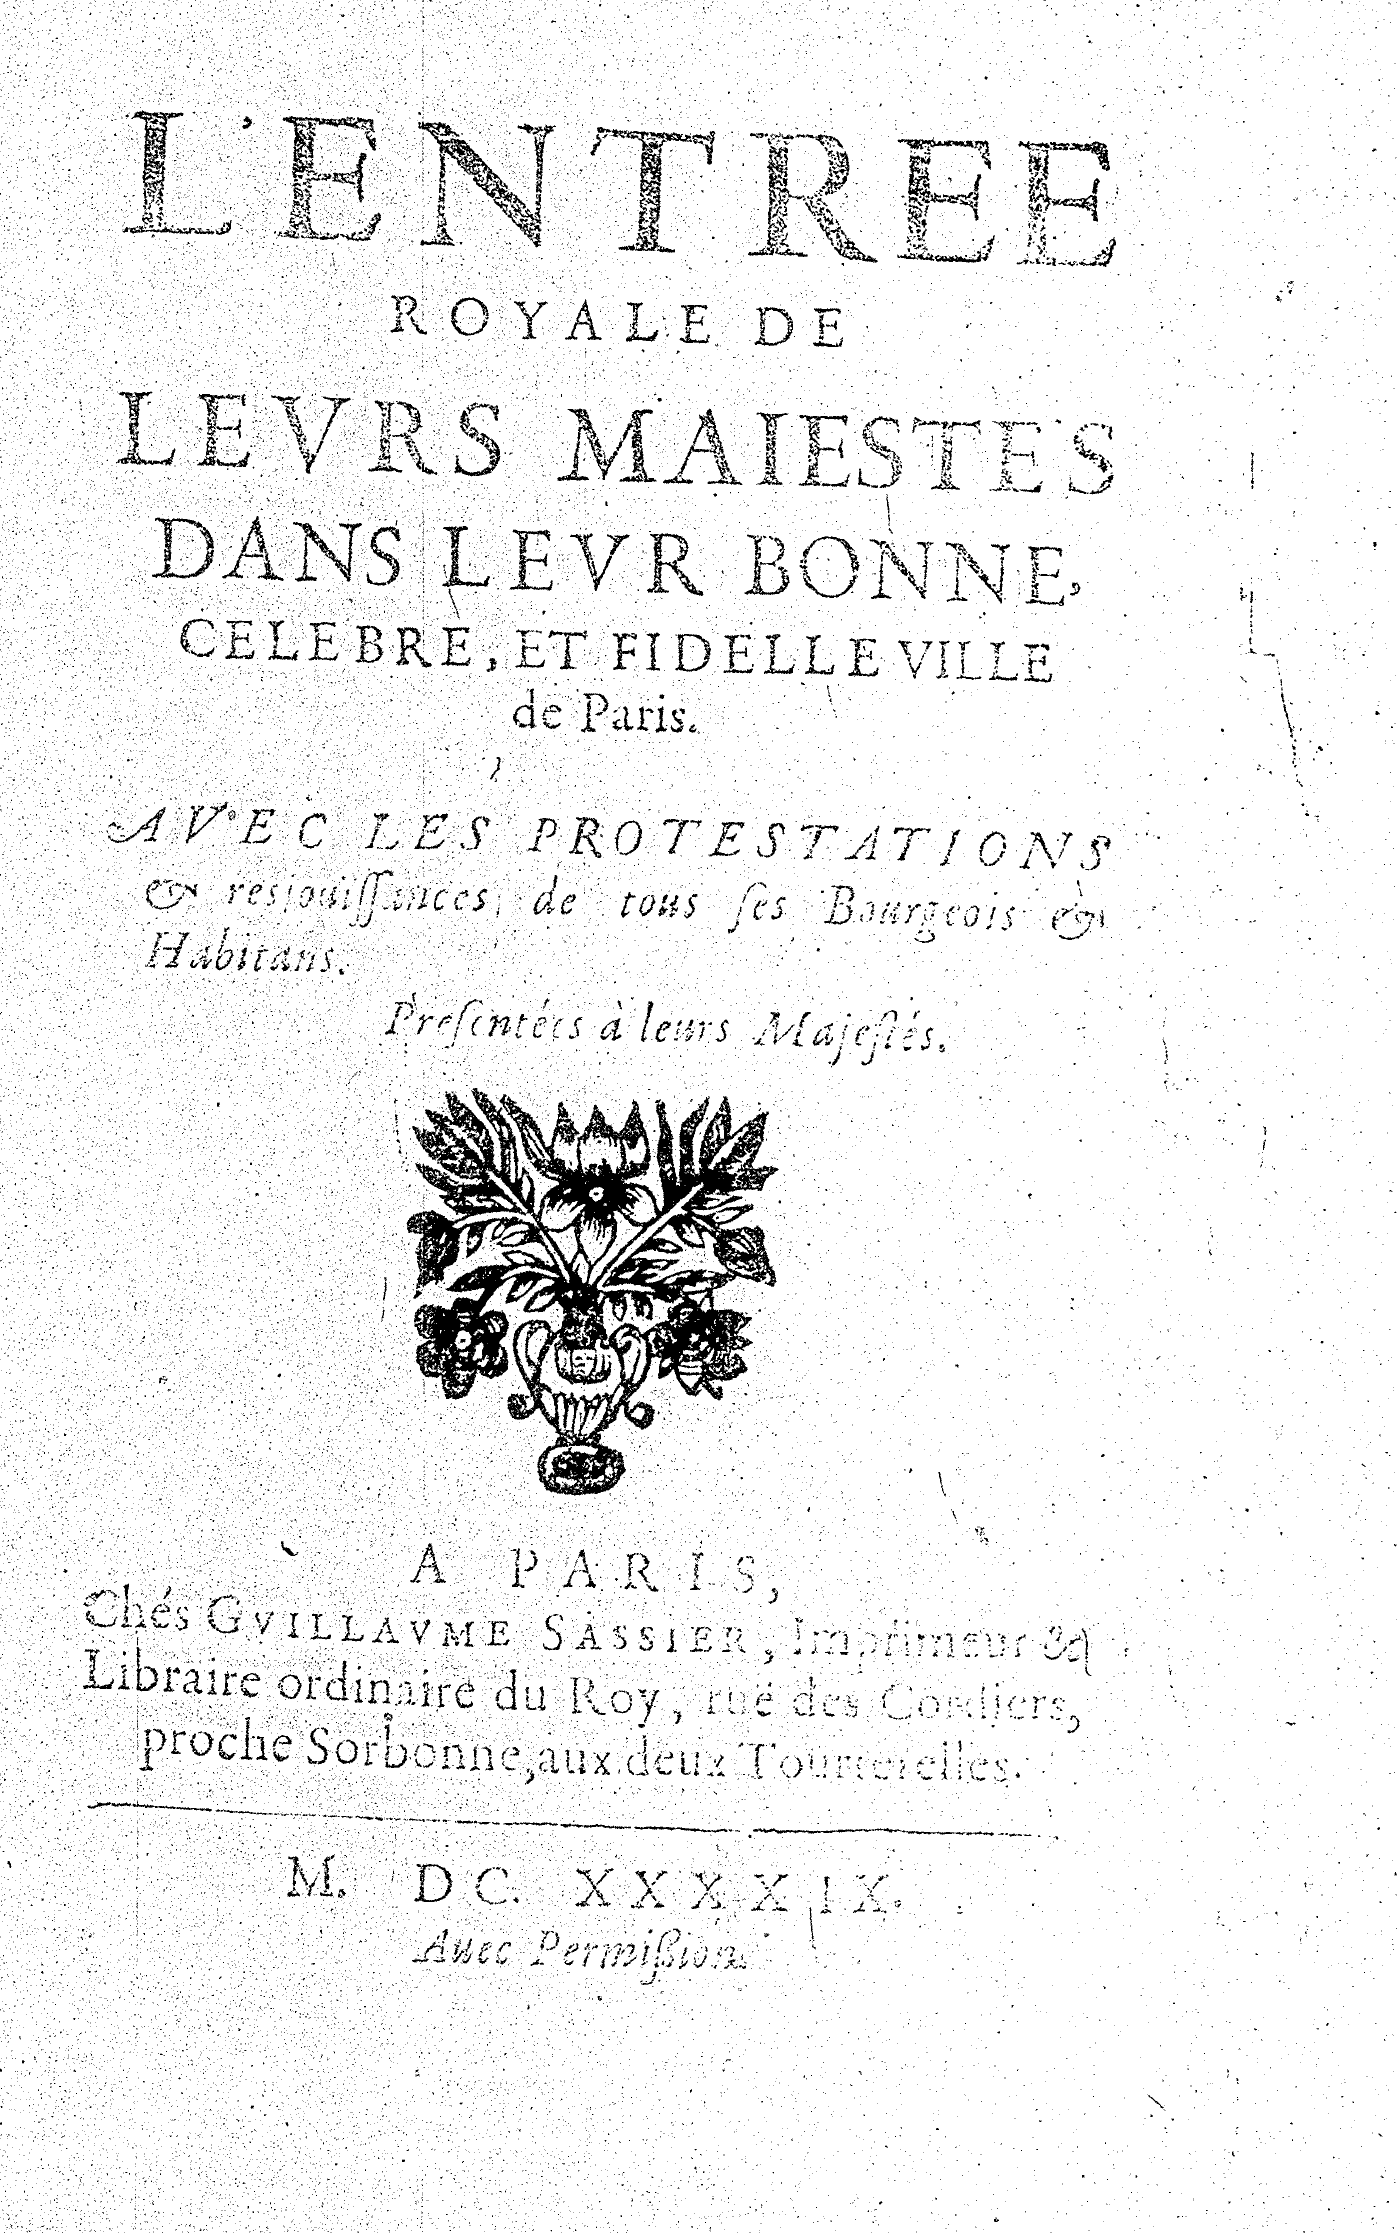 L'ENTREE
ROYALE DE
LEVRS MAIESTE'S
DANS LEVR BONNE,
CELEBRE, ET FIDELLE VILLE
de Paris.
AVEC LES PROTESTATIONS
& resjouiſſances de tous ſes Bourgeois &
Habitans.
Preſentées à leurs Majeſtés.
A PARIS,
Chés GVILLAVME SASSIER, Imprimeur &
Libraire ordinaire du Roy, ruë des Cordiers,
proche Sorbonne, aux deux Tourterelles.
M. DC. XXXXIX.
Auec Permißion.